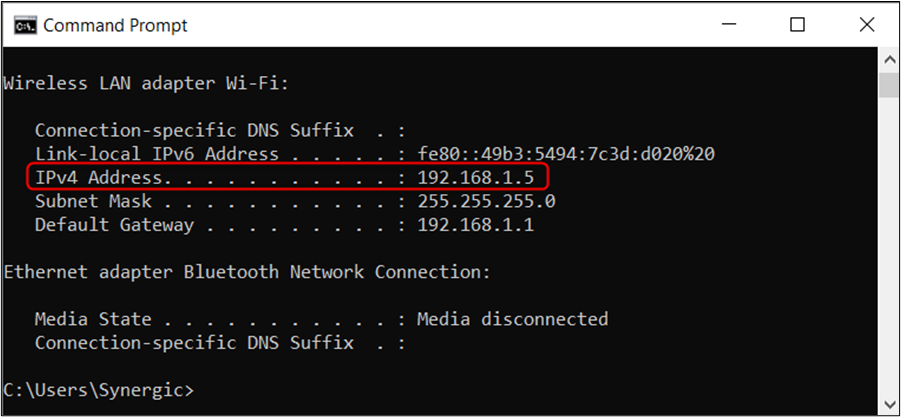 Command Prompt
Wireless LAN adapter Wi-Fi:
Connection-specific DNS Suffix  . :
Link-local IPv6 Address . . . . . : fe80::49b3:5494:7c3d:d020%20
IPv4 Address. . . . . . . . . . . : 192.168.1.5
Subnet Mask . . . . . . . . . . . : 255.255.255.0
Default Gateway . . . . . . . . . : 192.168.1.1
Ethernet adapter Bluetooth Network Connection:
Media State . . . . . . . . . . . : Media disconnected
Connection-specific DNS Suffix  . :
C:\Users\Synergic>